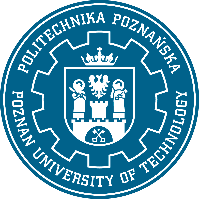 POLITECHNIKA POZNAŃSKA
POZNAN UNIVERSITY OF TECHNOLOGY